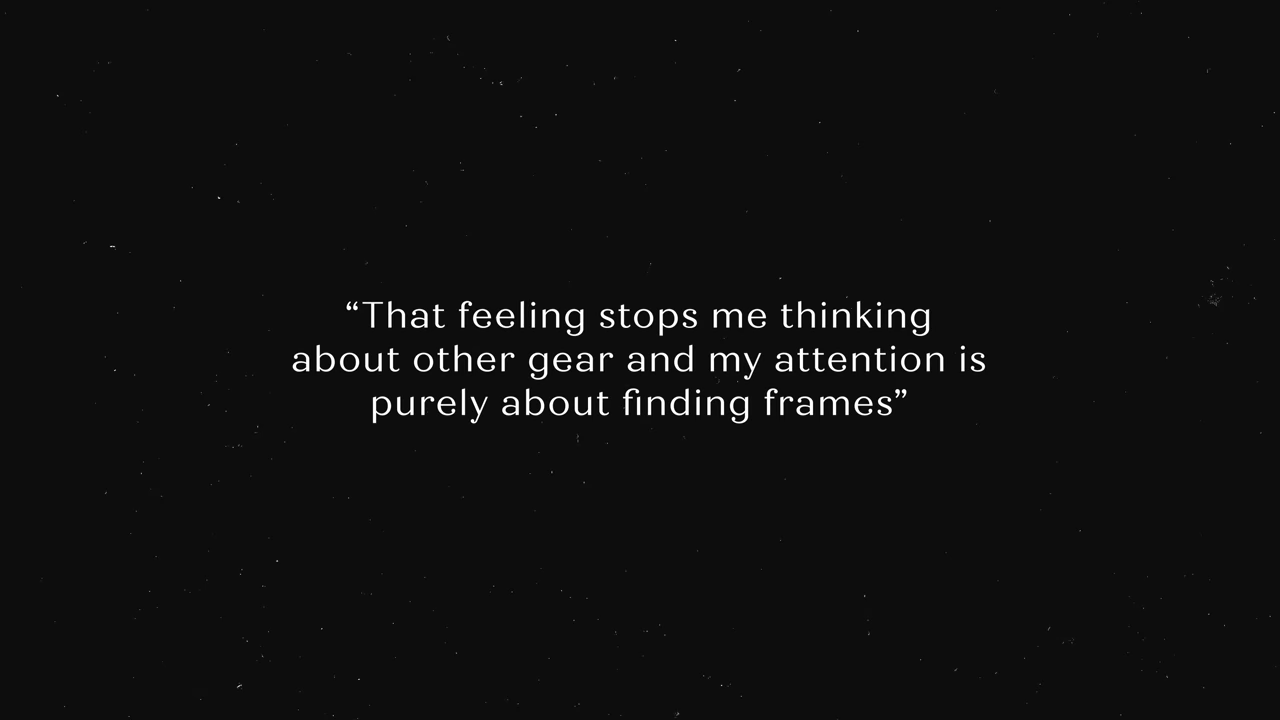 “That feeling stops me thinking
about other gear and my attention is
purely about finding frames”